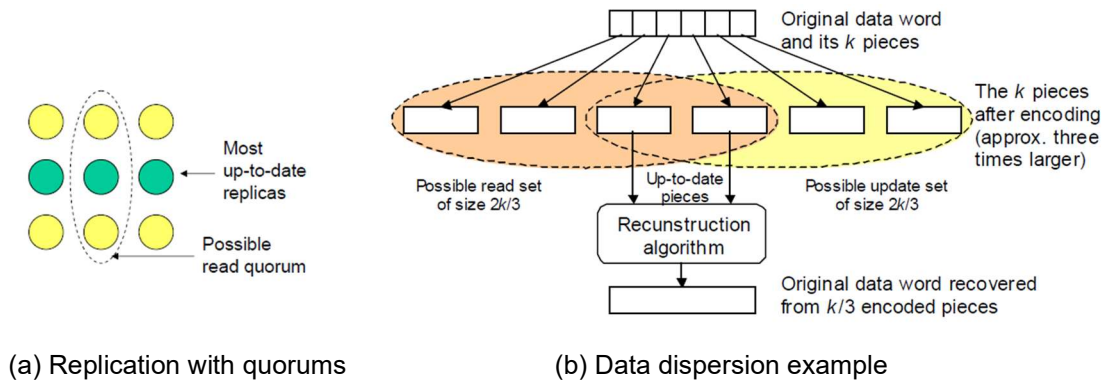 Most
up-to-date
replicas
Possible
read quorum
(a) Replication with quorums
Original data word
and its k pieces
The k pieces
after encoding
(approx. three
times larger)
Possible read set
of size 2k/3
Up-to-date
pieces
Possible update set
of size 2k/3
Recunstruction
algorithm
Original data word recovered
from k/3 encoded pieces
(b) Data dispersion example